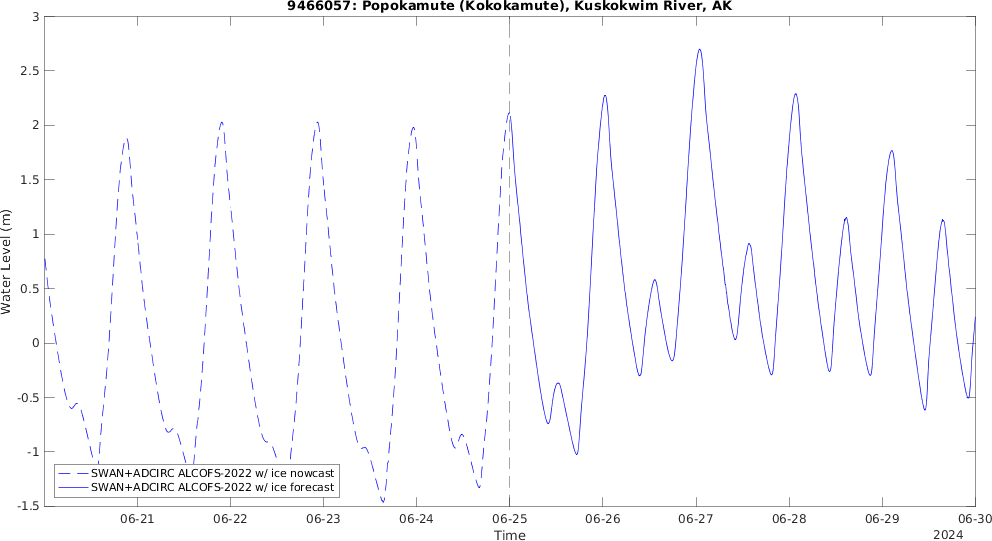 9466057: Popokamute (Kokokamute), Kuskokwim River, AK
3
2.5
2
1.5
1
0.5
0
-0.5
-1
-1.5
Water Level (m)
SWAN+ADCIRC ALCOFS-2022 w/ ice nowcast
SWAN+ADCIRC ALCOFS-2022 w/ ice forecast
06-21 06-22 06-23 06-24 06-25 06-26 06-27 06-28 06-29 06-30
Time
2024